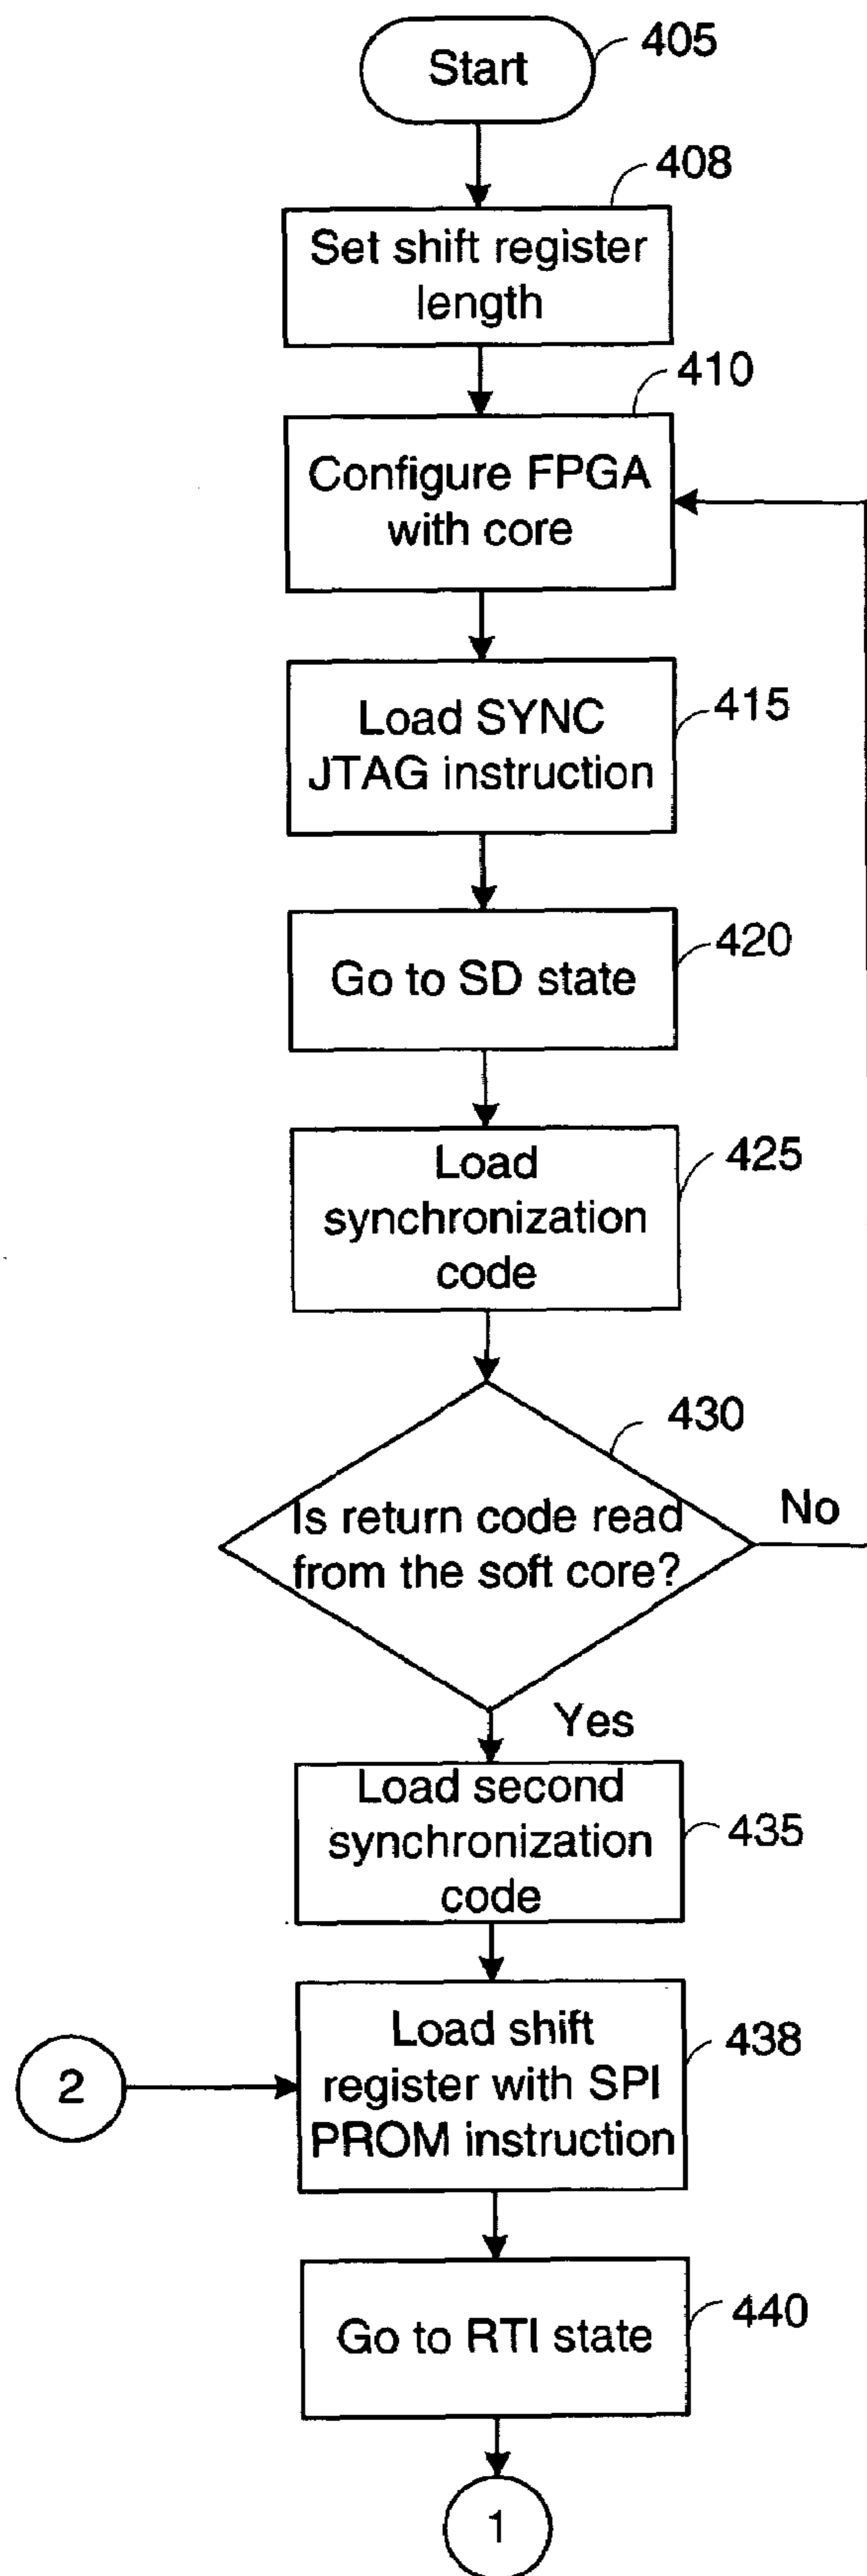 Start
405
408
Set shift register
length
410
Configure FPGA
with core
415
Load SYNC
JTAG instruction
420
Go to SD state
425
Load
synchronization
code
430
Is return code read
from the soft core?
No
Yes
Load second
synchronization
code
435
Load shift
register with SPI
PROM instruction
438
2
440
Go to RTI state
1